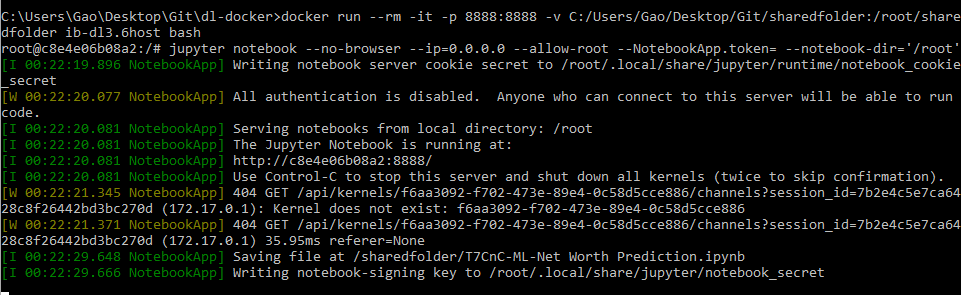 C:\Users\Gao\Desktop\Git\dl-docker>docker run --rm -it -p 8888:8888 -v C:/Users/Gao/Desktop/Git/sharedfolder:/root/share
dfolder ib-dl3.6host bash
root@c8e4e06b08a2:/# jupyter notebook --no-browser --ip=0.0.0.0 --allow-root --NotebookApp.token= --notebook-dir='/root'
[I 00:22:19.896 NotebookApp] Writing notebook server cookie secret to /root/.local/share/jupyter/runtime/notebook_cookie
_secret
[W 00:22:20.077 NotebookApp] All authentication is disabled.  Anyone who can connect to this server will be able to run
code.
[I 00:22:20.081 NotebookApp] Serving notebooks from local directory: /root
[I 00:22:20.081 NotebookApp] The Jupyter Notebook is running at:
[I 00:22:20.081 NotebookApp] http://c8e4e06b08a2:8888/
[I 00:22:20.081 NotebookApp] Use Control-C to stop this server and shut down all kernels (twice to skip confirmation).
[W 00:22:21.345 NotebookApp] 404 GET /api/kernels/f6aa3092-f702-473e-89e4-0c58d5cce886/channels?session_id=7b2e4c5e7ca64
28c8f26442bd3bc270d (172.17.0.1): Kernel does not exist: f6aa3092-f702-473e-89e4-0c58d5cce886
[W 00:22:21.371 NotebookApp] 404 GET /api/kernels/f6aa3092-f702-473e-89e4-0c58d5cce886/channels?session_id=7b2e4c5e7ca64
28c8f26442bd3bc270d (172.17.0.1) 35.95ms referer=None
[I 00:22:29.648 NotebookApp] Saving file at /sharedfolder/T7CnC-ML-Net Worth Prediction.ipynb
[I 00:22:29.666 NotebookApp] Writing notebook-signing key to /root/.local/share/jupyter/notebook_secret